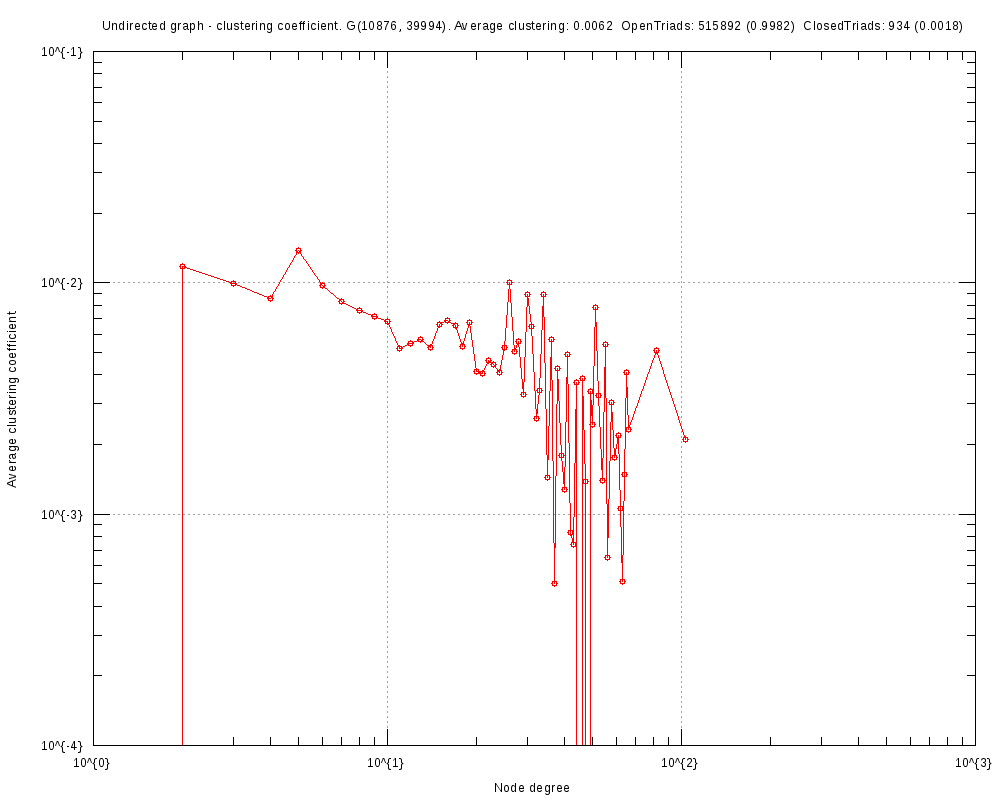 Undirected graph - clustering coefficient. G(10876, 39994). Average clustering: 0.0062  OpenTriads: 515892 (0.9982)  ClosedTriads: 934 (0.0018)
10^{-1}
10^{-2}
Average clustering coefficient
10^{-3}
10^{-4}
10^{0} 10^{1} 10^{2} 10^{3}
Node degree